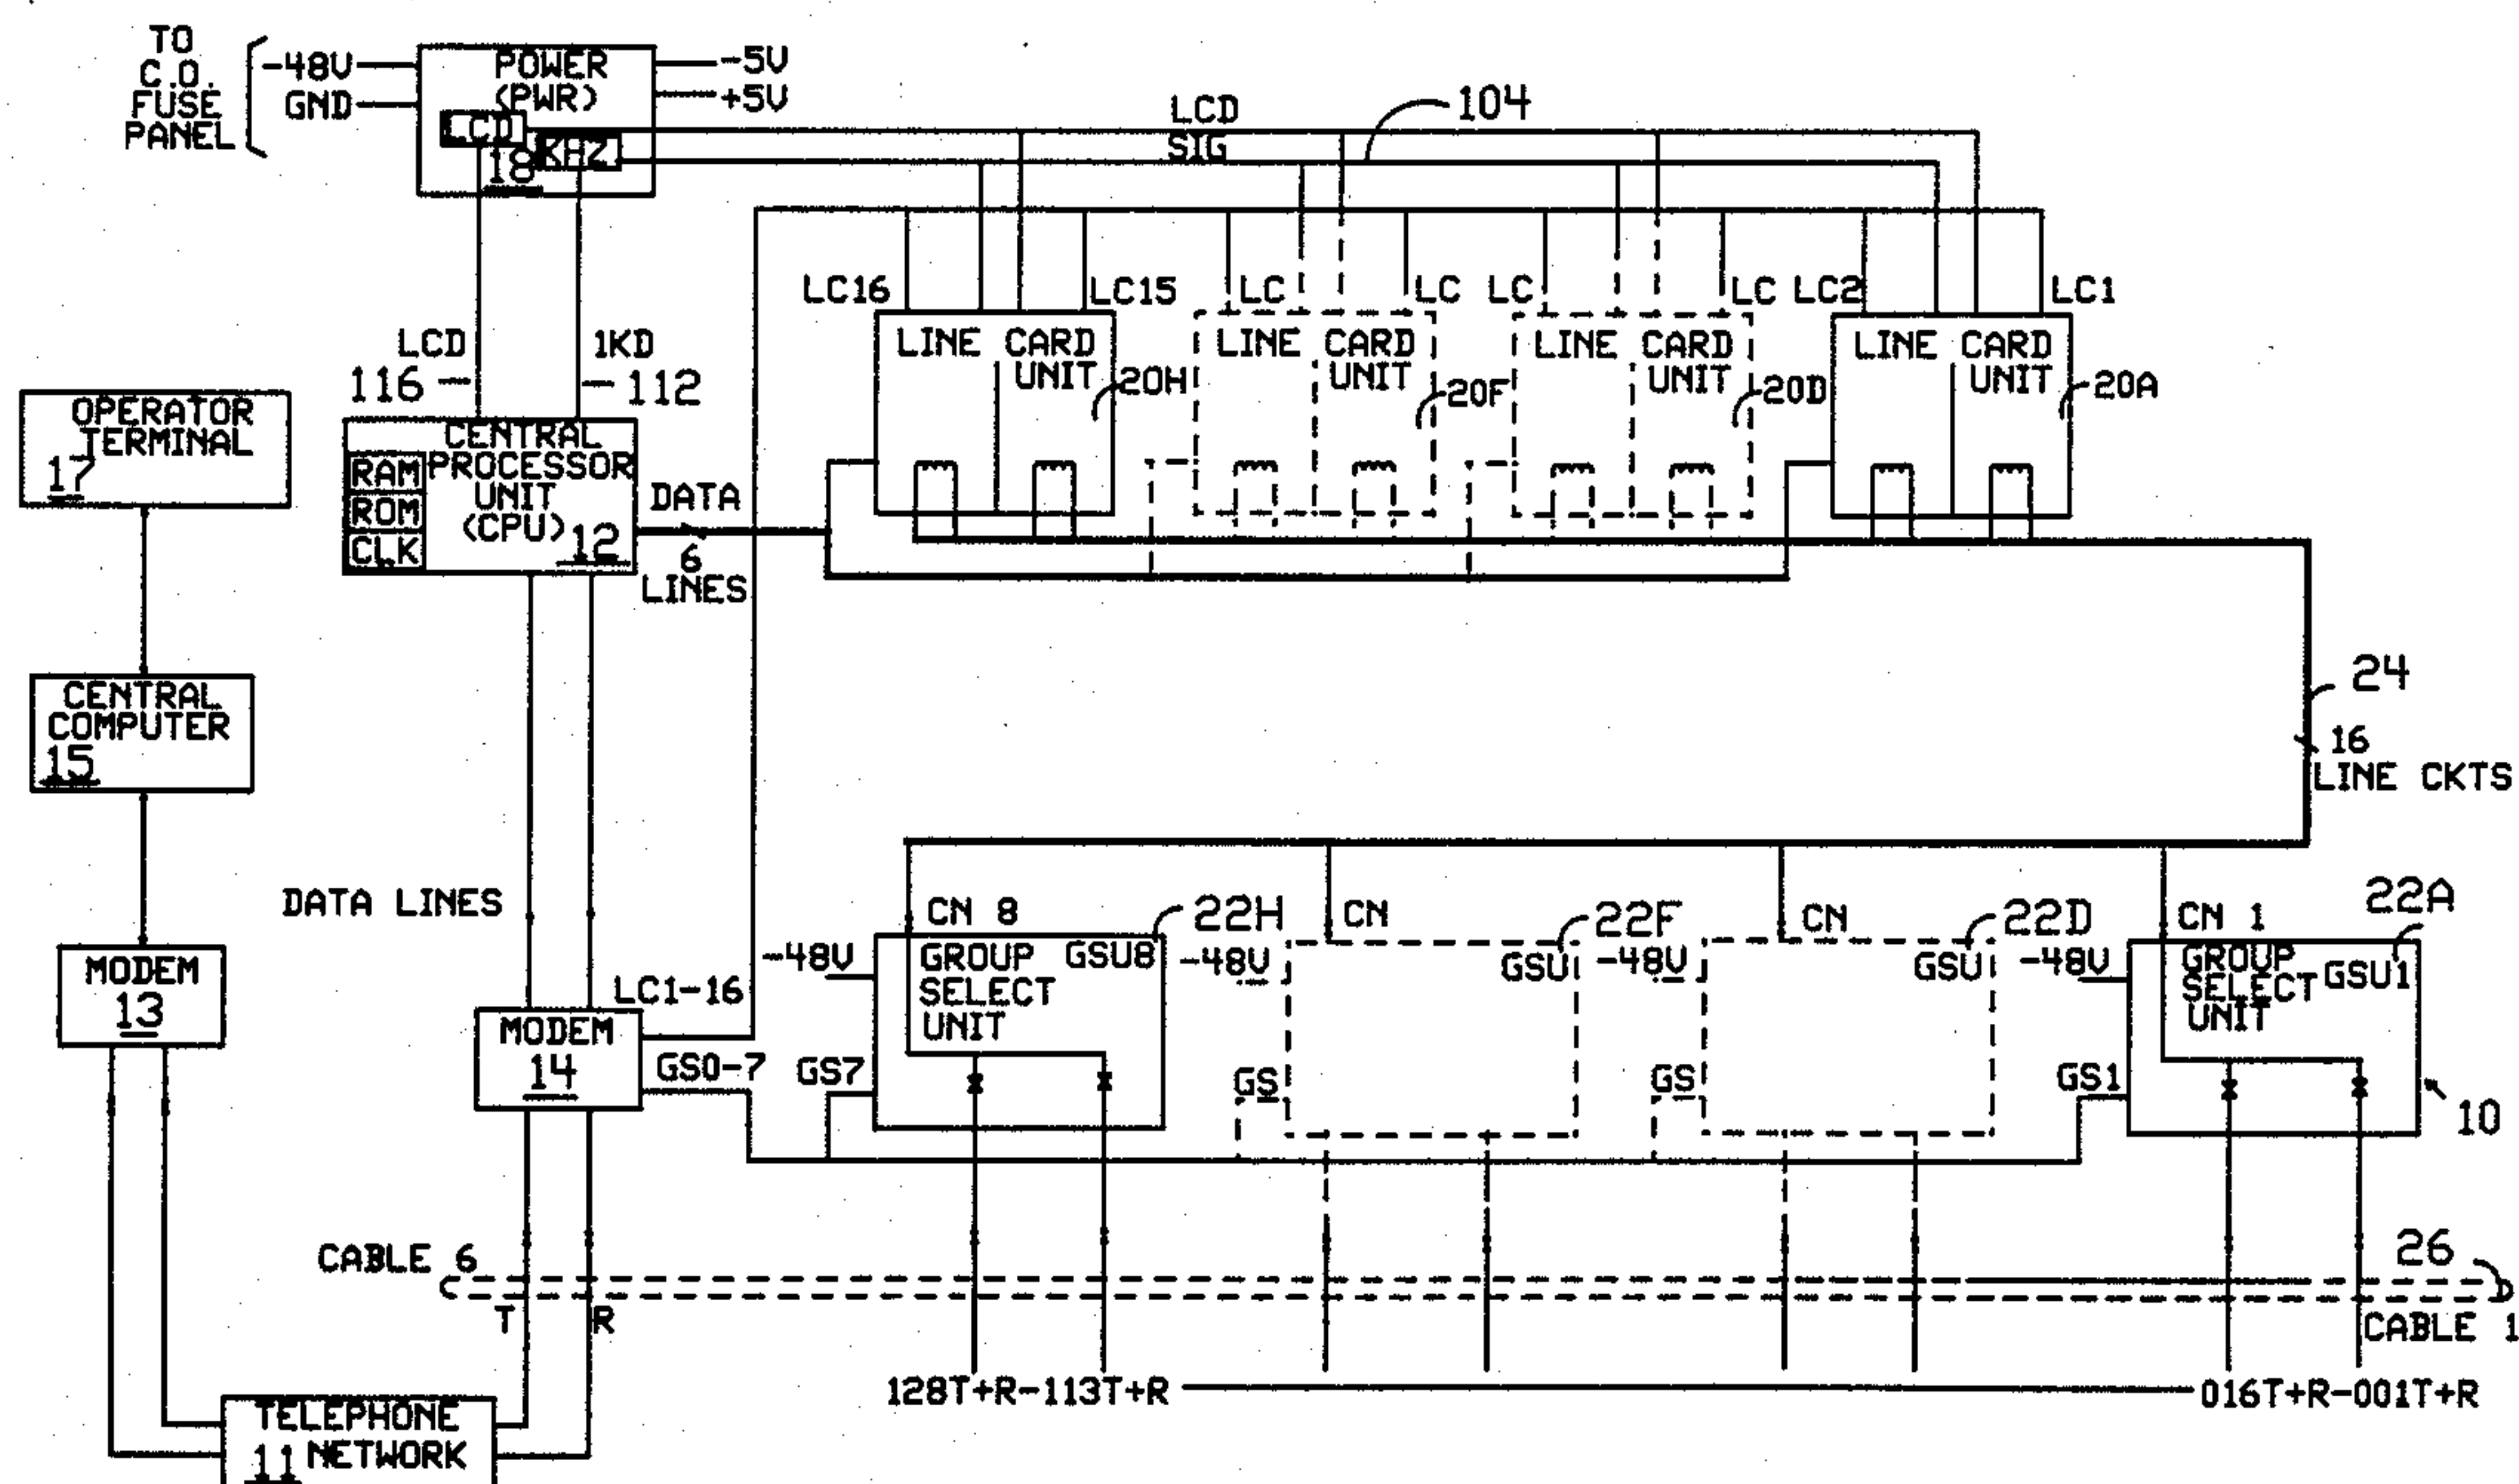 TO
C.O.
FUSE
PANEL
-48V
GND
POWER
(PWR)
LCD
KHZ
18
-5V
+5V
LCD
SIG
104
LC16
LC15
LC
LC
LC
LC
LC2
LC1
LCD
1KD
116
112
LINE CARD
UNIT
20H
LINE CARD
UNIT
20F
LINE CARD
UNIT
20D
LINE CARD
UNIT
20A
OPERATOR
TERMINAL
17
CENTRAL
PROCESSOR
UNIT
(CPU)
12
RAM
ROM
CLK
DATA
6
LINES
CENTRAL
COMPUTER
15
24
16
LINE CKTS
DATA LINES
MODEM
13
MODEM
14
LC1-16
GS0-7
CN 8
22H
-48V
GROUP
SELECT
UNIT
GSU8
GS7
CN
22F
-48V
GSU
GS
CN
22D
-48V
GSU
GS
CN 1
22A
-48V
GROUP
SELECT
UNIT
GSU1
GS1
10
CABLE 6
26
T
R
CABLE 1
128T+R-113T+R
016T+R-001T+R
TELEPHONE
NETWORK
11